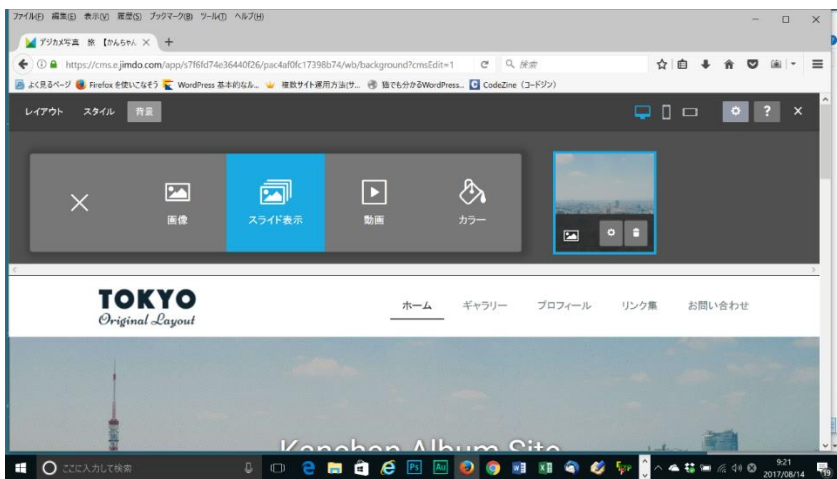 ファイル(F) 編集(E) 表示(V) 履歴(S) ブックマーク(B) ツール(T) ヘルプ(H)
デジカメ写真 旅 【かんちゃん
https://cms.e.jimdo.com/app/s7f6fd74e36440f26/pac4af0fc17398b74/wb/background?cmsEdit=1
検索
よく見るページ Firefox を使いこなそう WordPress 基本的なル... 複数サイト運用方法(サ... 猫でも分かるWordPress... CodeZine（コードジン）
レイアウト スタイル 背景
画像 スライド表示 動画 カラー
TOKYO
Original Layout
ホーム ギャラリー プロフィール リンク集 お問い合わせ
Kanchan Album Site
ここに入力して検索
9:21
2017/08/14